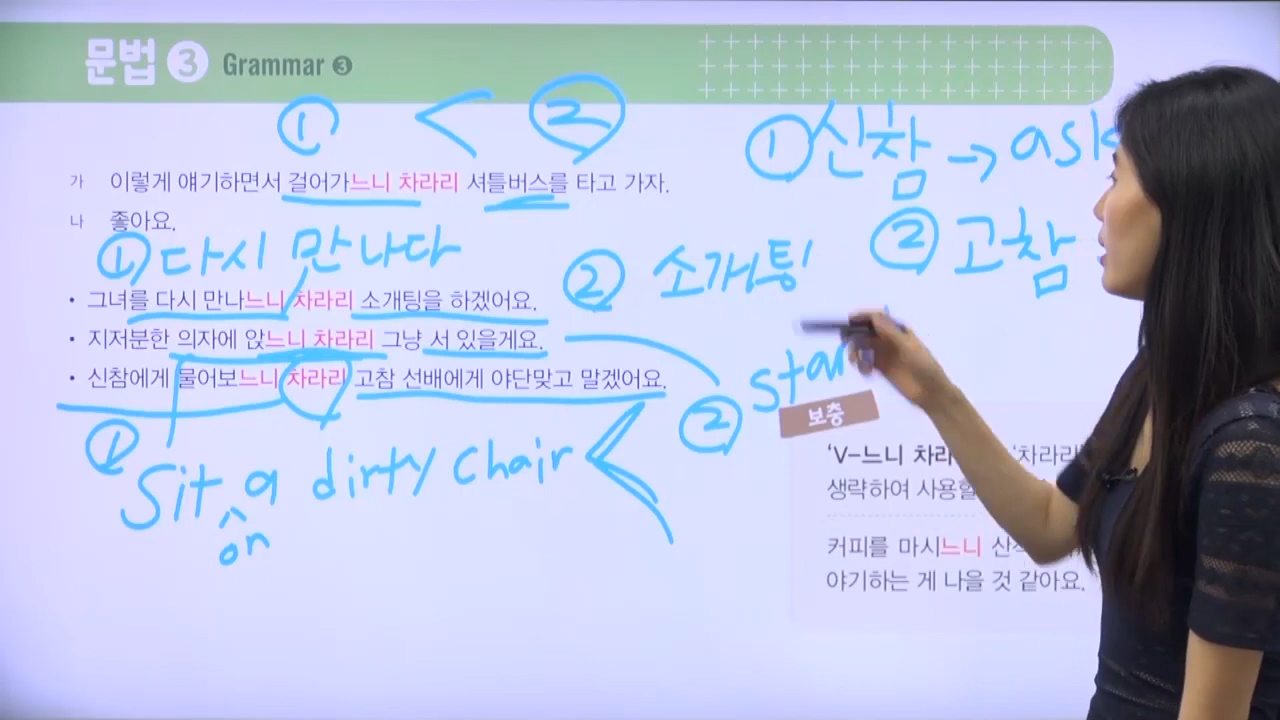 문법 3 Grammar 3
① < ②
① 신참 → ask
② 고참
가 이렇게 얘기하면서 걸어가느니 차라리 셔틀버스를 타고 가자.
나 좋아요.
① 다시 만나다
② 소개팅
• 그녀를 다시 만나느니 차라리 소개팅을 하겠어요.
• 지저분한 의자에 앉느니 차라리 그냥 서 있을게요.
• 신참에게 물어보느니 차라리 고참 선배에게 야단맞고 말겠어요.
② stan
① Sit on a dirty chair <
보충
‘V–느니 차라 ‘차라리’
생략하여 사용할
커피를 마시느니
야기하는 게 나을 것 같아요.